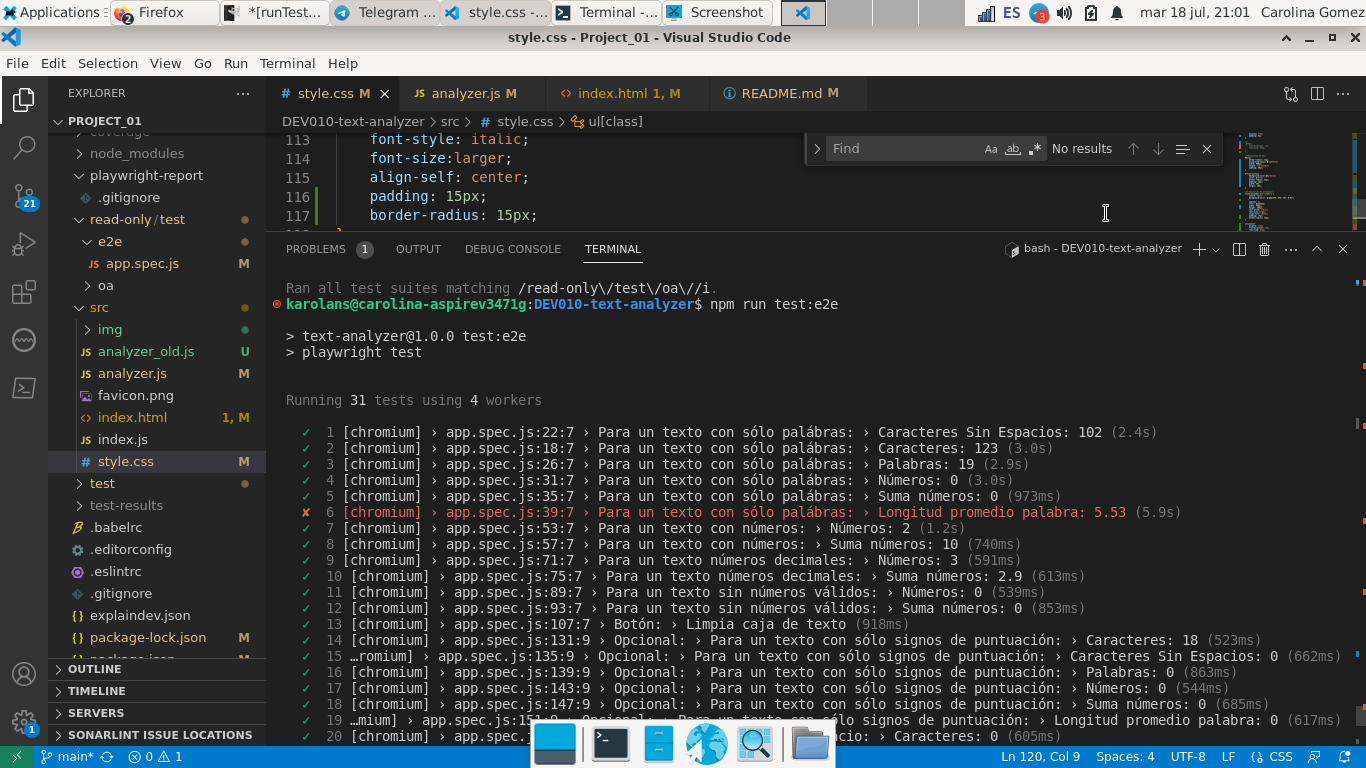 Applications
Firefox
2
*[runTest...
Telegram ...
style.css -...
Terminal -...
Screenshot
ES
3
mar 18 jul, 21:01
Carolina Gomez
style.css - Project_01 - Visual Studio Code
File Edit Selection View Go Run Terminal Help
EXPLORER
style.css M
analyzer.js M
index.html 1, M
README.md M
PROJECT_01
DEV010-text-analyzer > src > # style.css > ul[class]
coverage
node_modules
playwright-report
.gitignore
read-only/test
e2e
app.spec.js M
oa
src
img
analyzer_old.js U
analyzer.js M
favicon.png
index.html 1, M
index.js
style.css M
test
test-results
.babelrc
.editorconfig
.eslintrc
.gitignore
explaindev.json
package-lock.json M
OUTLINE
TIMELINE
SERVERS
SONARLINT ISSUE LOCATIONS
21
1
113 font-style: italic;
114 font-size:larger;
115 align-self: center;
116 padding: 15px;
117 border-radius: 15px;
Find
Aa ab .*
No results
PROBLEMS 1 OUTPUT DEBUG CONSOLE TERMINAL
bash - DEV010-text-analyzer
Ran all test suites matching /read-only\/test\/oa\//i.
karolans@carolina-aspirev3471g:DEV010-text-analyzer$ npm run test:e2e
> text-analyzer@1.0.0 test:e2e
> playwright test
Running 31 tests using 4 workers
✓ 1 [chromium] › app.spec.js:22:7 › Para un texto con sólo palábras: › Caracteres Sin Espacios: 102 (2.4s)
✓ 2 [chromium] › app.spec.js:18:7 › Para un texto con sólo palábras: › Caracteres: 123 (3.0s)
✓ 3 [chromium] › app.spec.js:26:7 › Para un texto con sólo palábras: › Palabras: 19 (2.9s)
✓ 4 [chromium] › app.spec.js:31:7 › Para un texto con sólo palábras: › Números: 0 (3.0s)
✓ 5 [chromium] › app.spec.js:35:7 › Para un texto con sólo palábras: › Suma números: 0 (973ms)
✘ 6 [chromium] › app.spec.js:39:7 › Para un texto con sólo palábras: › Longitud promedio palabra: 5.53 (5.9s)
✓ 7 [chromium] › app.spec.js:53:7 › Para un texto con números: › Números: 2 (1.2s)
✓ 8 [chromium] › app.spec.js:57:7 › Para un texto con números: › Suma números: 10 (740ms)
✓ 9 [chromium] › app.spec.js:71:7 › Para un texto números decimales: › Números: 3 (591ms)
✓ 10 [chromium] › app.spec.js:75:7 › Para un texto números decimales: › Suma números: 2.9 (613ms)
✓ 11 [chromium] › app.spec.js:89:7 › Para un texto sin números válidos: › Números: 0 (539ms)
✓ 12 [chromium] › app.spec.js:93:7 › Para un texto sin números válidos: › Suma números: 0 (853ms)
✓ 13 [chromium] › app.spec.js:107:7 › Botón: › Limpia caja de texto (918ms)
✓ 14 [chromium] › app.spec.js:131:9 › Opcional: › Para un texto con sólo signos de puntuación: › Caracteres: 18 (523ms)
✓ 15 …romium] › app.spec.js:135:9 › Opcional: › Para un texto con sólo signos de puntuación: › Caracteres Sin Espacios: 0 (662ms)
✓ 16 [chromium] › app.spec.js:139:9 › Opcional: › Para un texto con sólo signos de puntuación: › Palabras: 0 (863ms)
✓ 17 [chromium] › app.spec.js:143:9 › Opcional: › Para un texto con sólo signos de puntuación: › Números: 0 (544ms)
✓ 18 [chromium] › app.spec.js:147:9 › Opcional: › Para un texto con sólo signos de puntuación: › Suma números: 0 (685ms)
✓ 19 …mium] › app.spec.js:151:9 › Opcional: › Para un texto con sólo signos de puntuación: › Longitud promedio palabra: 0 (617ms)
✓ 20 [chromium] › Caracteres: 0 (605ms)
main*
0 1
Ln 120, Col 9 Spaces: 4 UTF-8 LF {} CSS